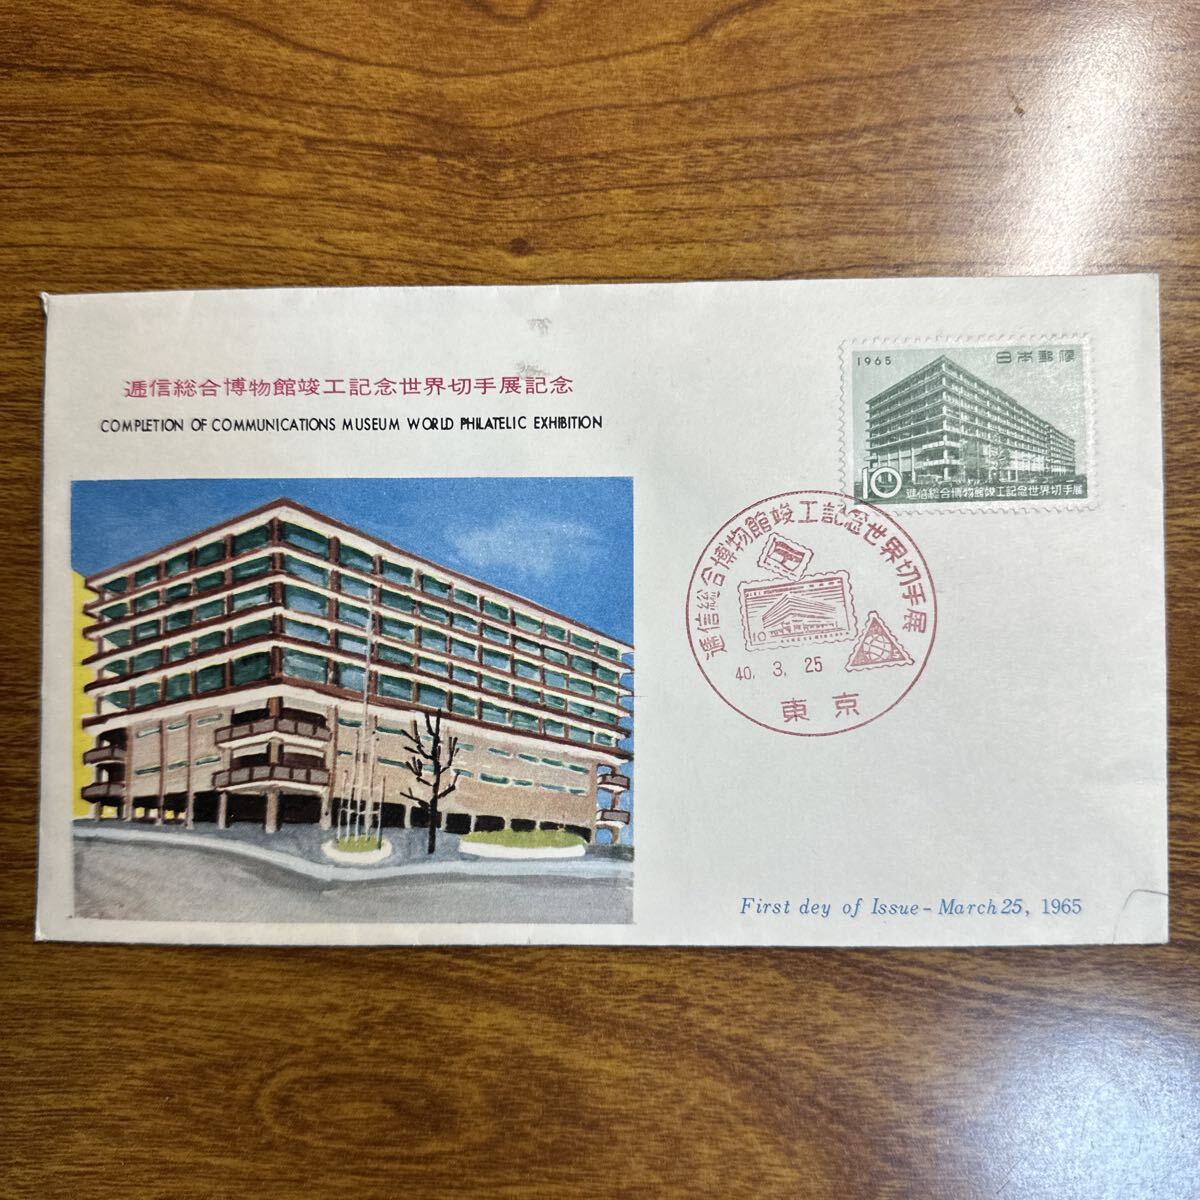 逓信総合博物館竣工記念世界切手展記念
COMPLETION OF COMMUNICATIONS MUSEUM WORLD PHILATELIC EXHIBITION
1965 日本郵便
10 逓信総合博物館竣工記念世界切手展
逓信総合博物館竣工記念世界切手展
10
40. 3. 25
東京
First dey of Issue - March 25, 1965